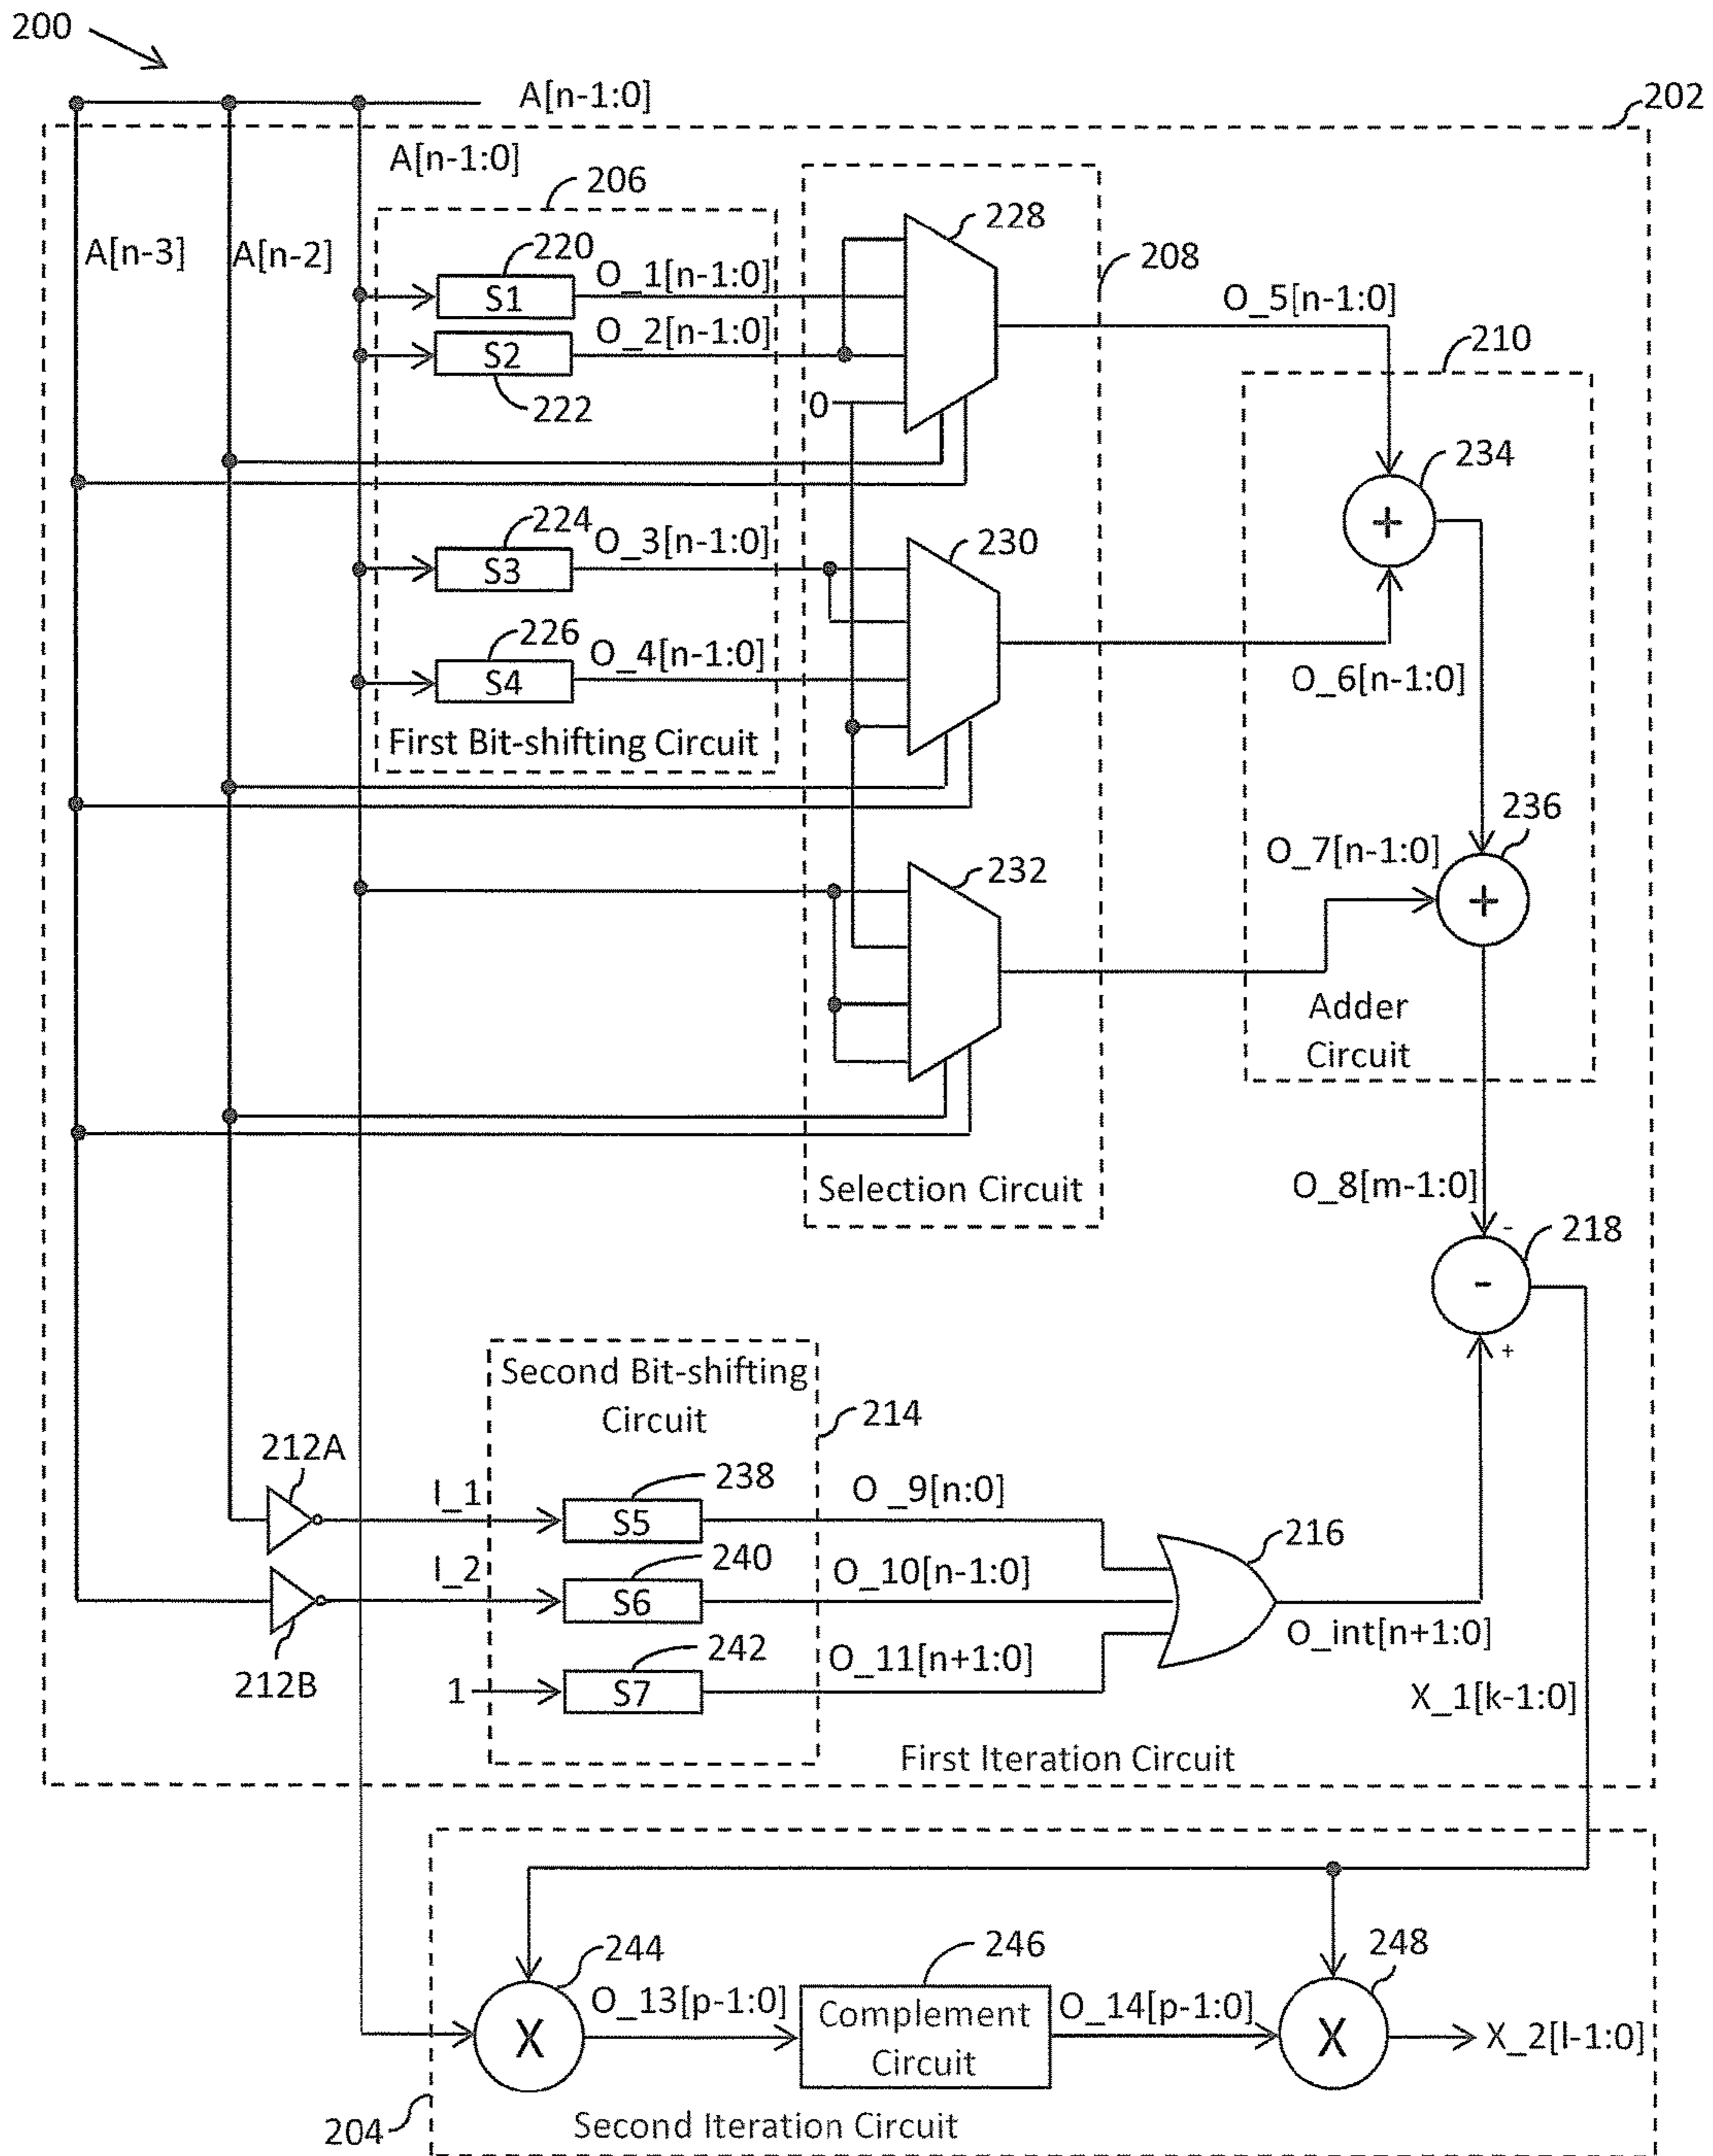 200
A[n-1:0]
202
A[n-1:0]
206
228
A[n-3]
A[n-2]
220
O_1[n-1:0]
208
S1
O_5[n-1:0]
O_2[n-1:0]
210
S2
222
0
234
+
224
O_3[n-1:0]
230
S3
226
O_4[n-1:0]
S4
O_6[n-1:0]
First Bit-shifting Circuit
236
O_7[n-1:0]
232
+
Adder
Circuit
Selection Circuit
O_8[m-1:0]
-
218
-
+
Second Bit-shifting
Circuit
214
212A
238
I_1
O _9[n:0]
S5
216
240
I_2
O_10[n-1:0]
S6
O_int[n+1:0]
242
O_11[n+1:0]
212B
1
S7
X_1[k-1:0]
First Iteration Circuit
244
246
248
O_13[p-1:0]
Complement
Circuit
O_14[p-1:0]
X
X
X_2[l-1:0]
204
Second Iteration Circuit